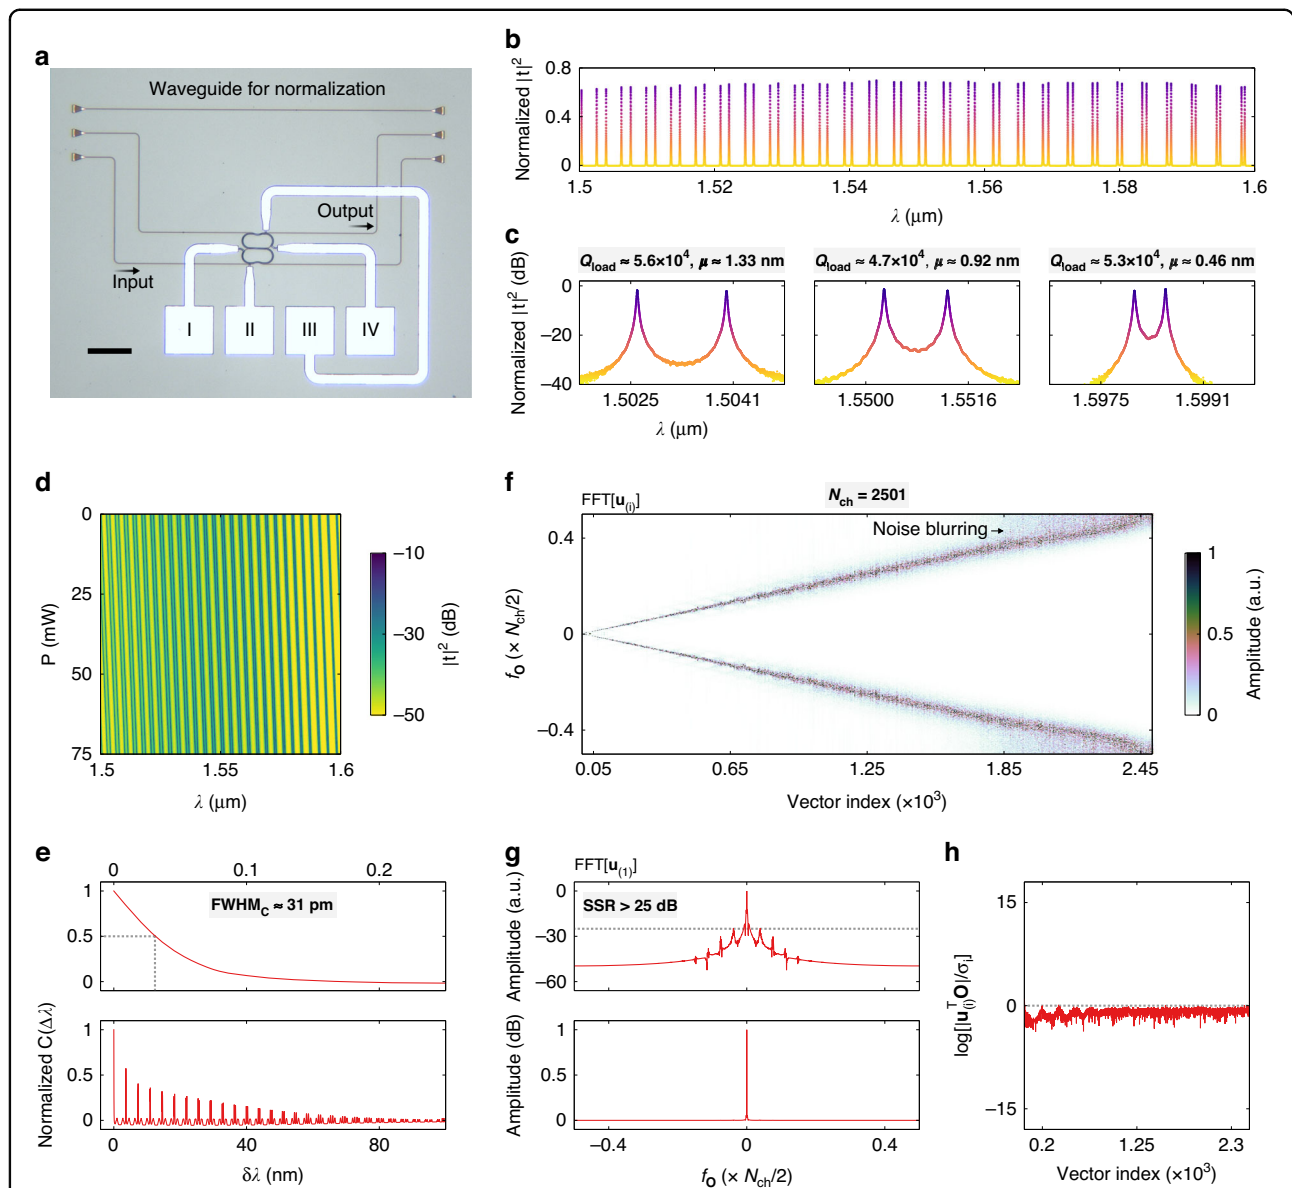 a
Waveguide for normalization
Output
Input
I II III IV
b
Normalized |t|²
0.8
0.4
0
1.5 1.52 1.54 1.56 1.58 1.6
λ (μm)
c
Q_load ≈ 5.6×10⁴, μ ≈ 1.33 nm
Q_load ≈ 4.7×10⁴, μ ≈ 0.92 nm
Q_load ≈ 5.3×10⁴, μ ≈ 0.46 nm
Normalized |t|² (dB)
0
−20
−40
1.5025 1.5041
1.5500 1.5516
1.5975 1.5991
λ (μm)
d
P (mW)
0
25
50
75
1.5 1.55 1.6
λ (μm)
−10
−30
−50
|t|² (dB)
f
FFT[u_(i)]
N_ch = 2501
Noise blurring →
f_O (× N_ch/2)
0.4
0
−0.4
0.05 0.65 1.25 1.85 2.45
Vector index (×10³)
1
0.5
0
Amplitude (a.u.)
e
0 0.1 0.2
FWHM_C ≈ 31 pm
1
0.5
0
Normalized C(Δλ)
1
0.5
0
0 40 80
δλ (nm)
g
FFT[u_(1)]
SSR > 25 dB
Amplitude (a.u.)
0
−30
−60
Amplitude (dB)
1
0.5
0
−0.4 0 0.4
f_O (× N_ch/2)
h
log[|u_(i)^T O|/σ_i]
15
0
−15
0.2 1.25 2.3
Vector index (×10³)